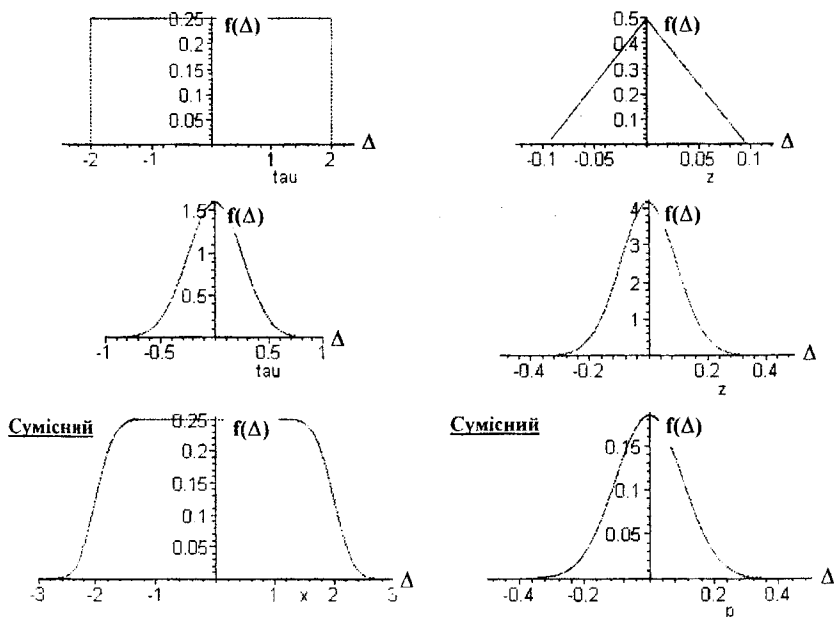 0.25 f(Δ)
0.2
0.15
0.1
0.05
-2 -1 1 2 Δ
tau
0.5 f(Δ)
0.4
0.3
0.2
0.1
-0.1 -0.05 0.05 0.1 Δ
z
1.5 f(Δ)
1
0.5
-1 -0.5 0.5 1 Δ
tau
4 f(Δ)
3
2
1
-0.4 -0.2 0.2 0.4 Δ
z
Сумісний
0.25 f(Δ)
0.2
0.15
0.1
0.05
-3 -2 -1 1 x 2 3 Δ
Сумісний
f(Δ)
0.15
0.1
0.05
-0.4 -0.2 0.2 0.4 Δ
p